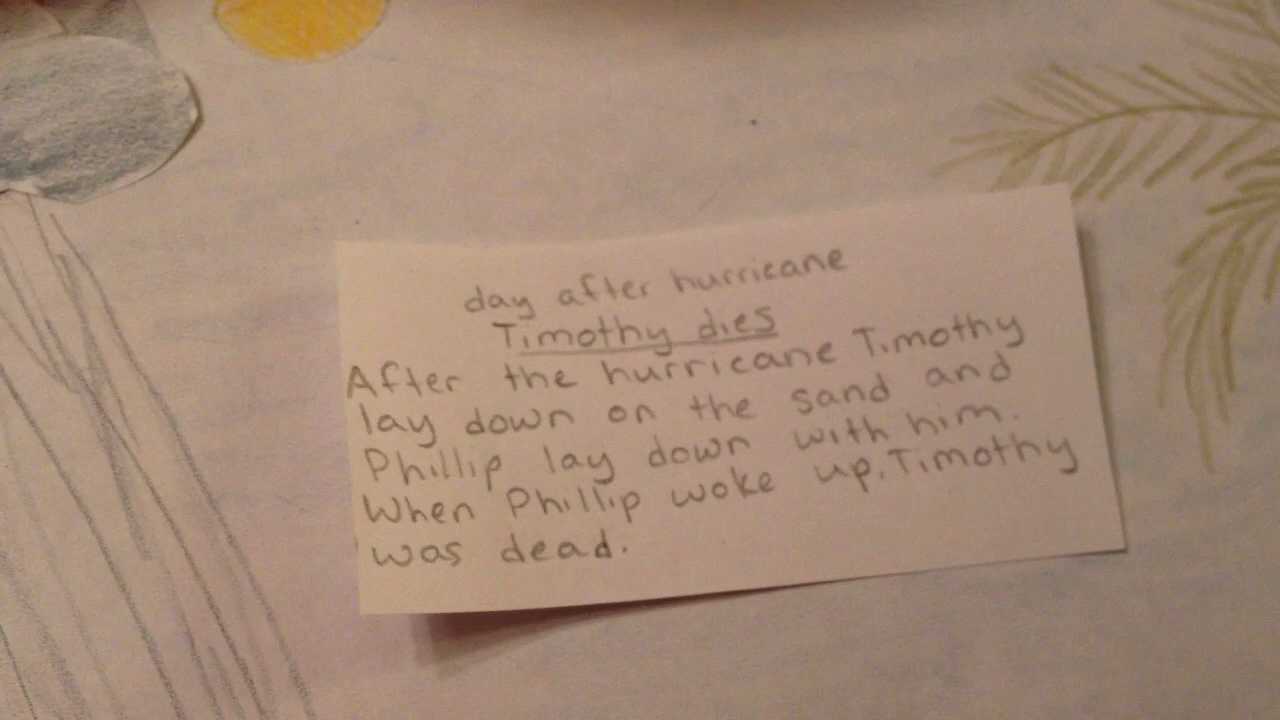 day after hurricane
Timothy dies
After the hurricane Timothy
lay down on the sand and
Phillip lay down with him.
When Phillip woke up. Timothy
was dead.